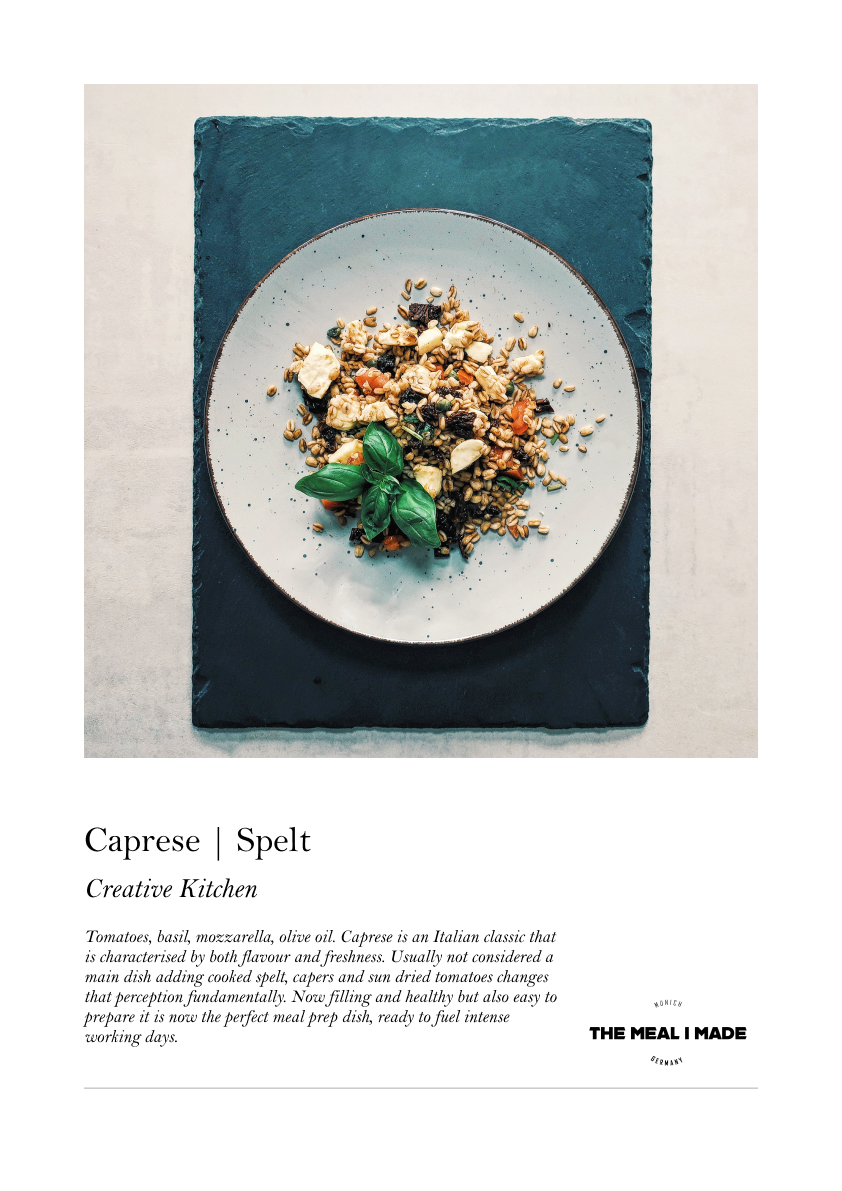 Caprese | Spelt
Creative Kitchen
Tomatoes, basil, mozzarella, olive oil. Caprese is an Italian classic that
is characterised by both flavour and freshness. Usually not considered a
main dish adding cooked spelt, capers and sun dried tomatoes changes
that perception fundamentally. Now filling and healthy but also easy to
prepare it is now the perfect meal prep dish, ready to fuel intense
working days.
MUNICH
THE MEAL I MADE
GERMANY